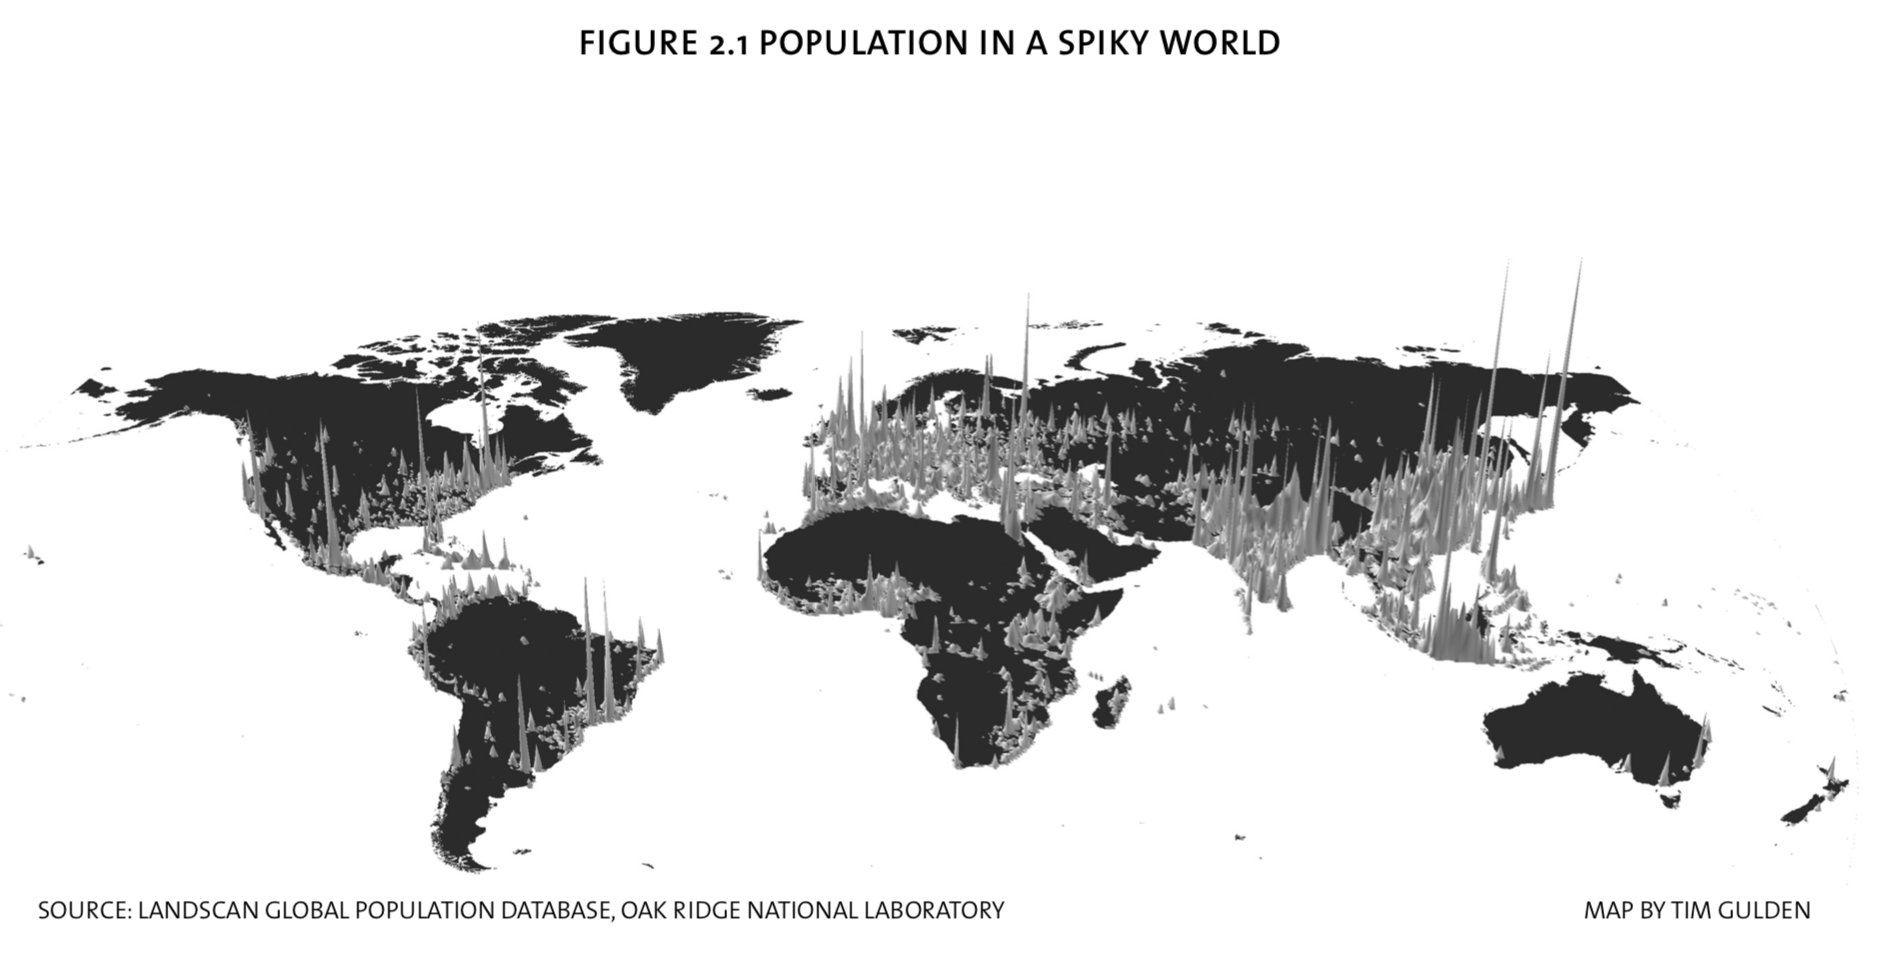 FIGURE 2.1 POPULATION IN A SPIKY WORLD
SOURCE: LANDSCAN GLOBAL POPULATION DATABASE, OAK RIDGE NATIONAL LABORATORY
MAP BY TIM GULDEN